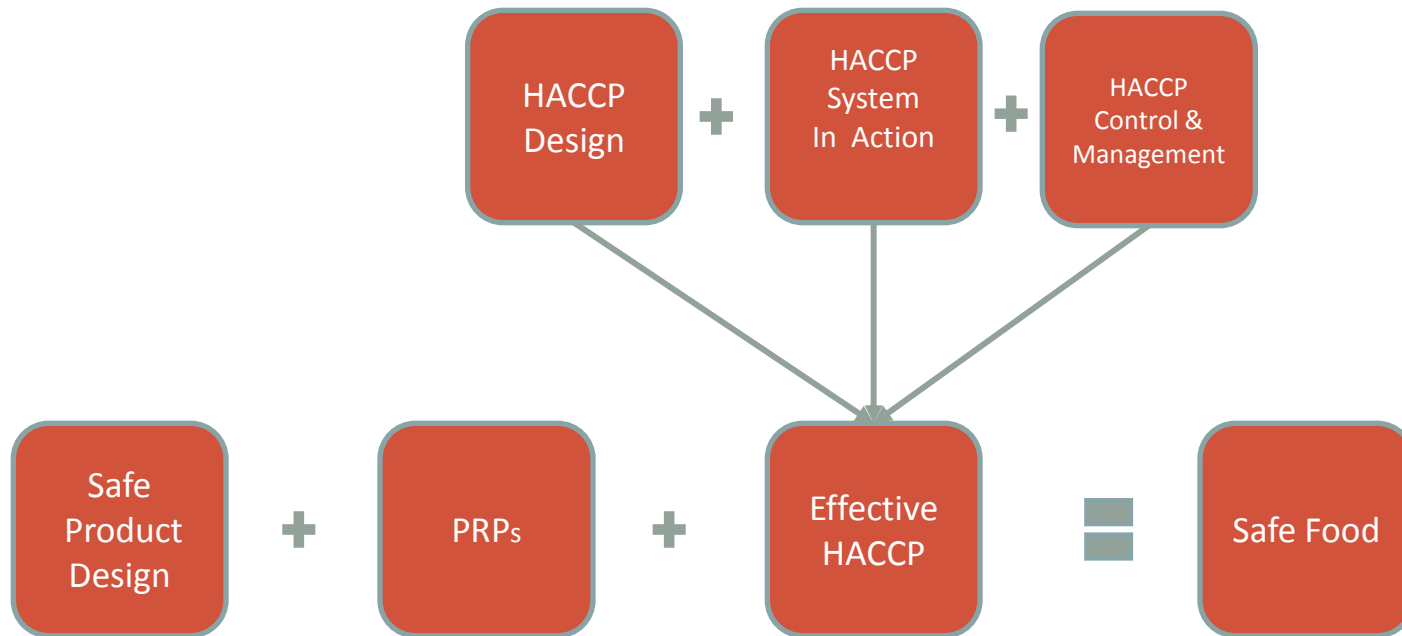 HACCP
Design
HACCP
System
In Action
HACCP
Control &
Management
Safe
Product
Design
PRPs
Effective
HACCP
Safe Food